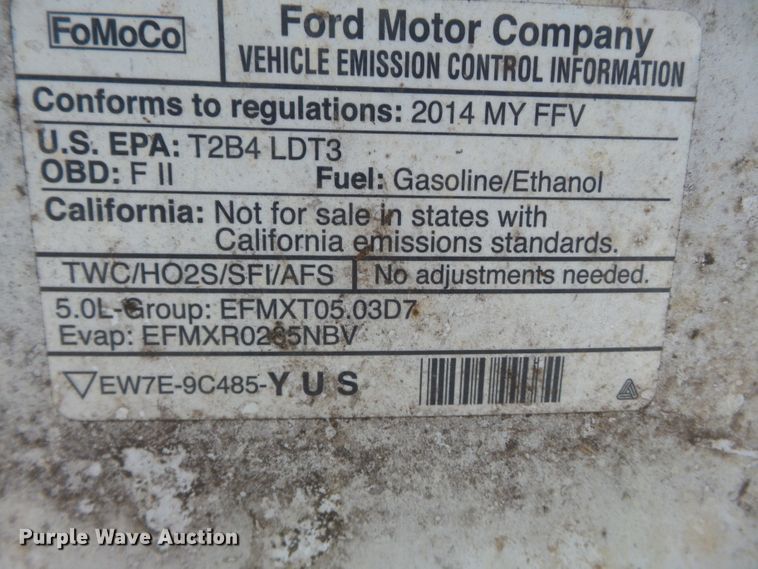 FoMoCo
Ford Motor Company
VEHICLE EMISSION CONTROL INFORMATION
Conforms to regulations: 2014 MY FFV
U.S. EPA: T2B4 LDT3
OBD: F II Fuel: Gasoline/Ethanol
California: Not for sale in states with
California emissions standards.
TWC/HO2S/SFI/AFS No adjustments needed.
5.0L-Group: EFMXT05.03D7
Evap: EFMXR0265NBV
EW7E-9C485-YUS
Purple Wave Auction